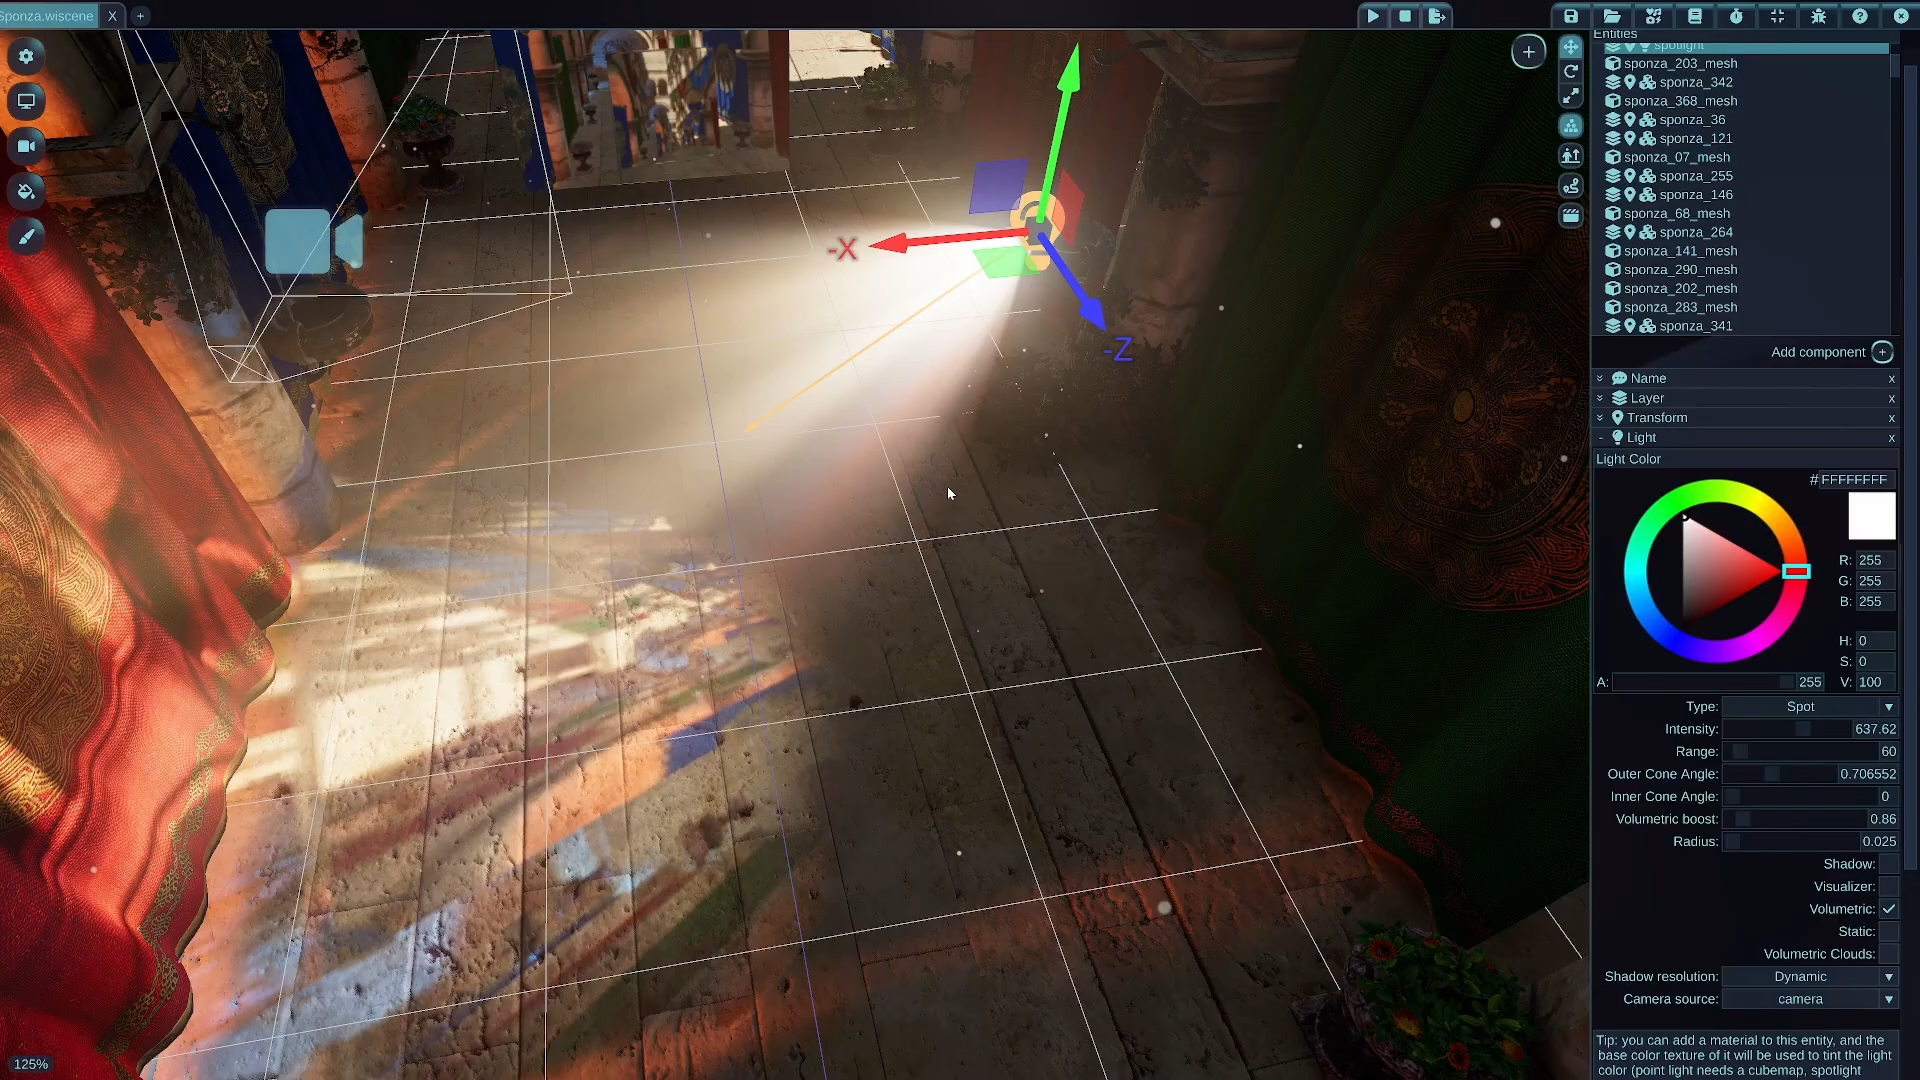 Sponza.wiscene X +
Entities
spotlight
sponza_203_mesh
sponza_342
sponza_368_mesh
sponza_36
sponza_121
sponza_07_mesh
sponza_255
sponza_146
sponza_68_mesh
sponza_264
sponza_141_mesh
sponza_290_mesh
sponza_202_mesh
sponza_283_mesh
sponza_341
-X
-Z
Add component +
Name x
Layer x
Transform x
- Light x
Light Color
#FFFFFFFF
R: 255
G: 255
B: 255
H: 0
S: 0
A: 255 V: 100
Type: Spot
Intensity: 637.62
Range: 60
Outer Cone Angle: 0.706552
Inner Cone Angle: 0
Volumetric boost: 0.86
Radius: 0.025
Shadow:
Visualizer:
Volumetric:
Static:
Volumetric Clouds:
Shadow resolution: Dynamic
Camera source: camera
Tip: you can add a material to this entity, and the
base color texture of it will be used to tint the light
color (point light needs a cubemap, spotlight
125%